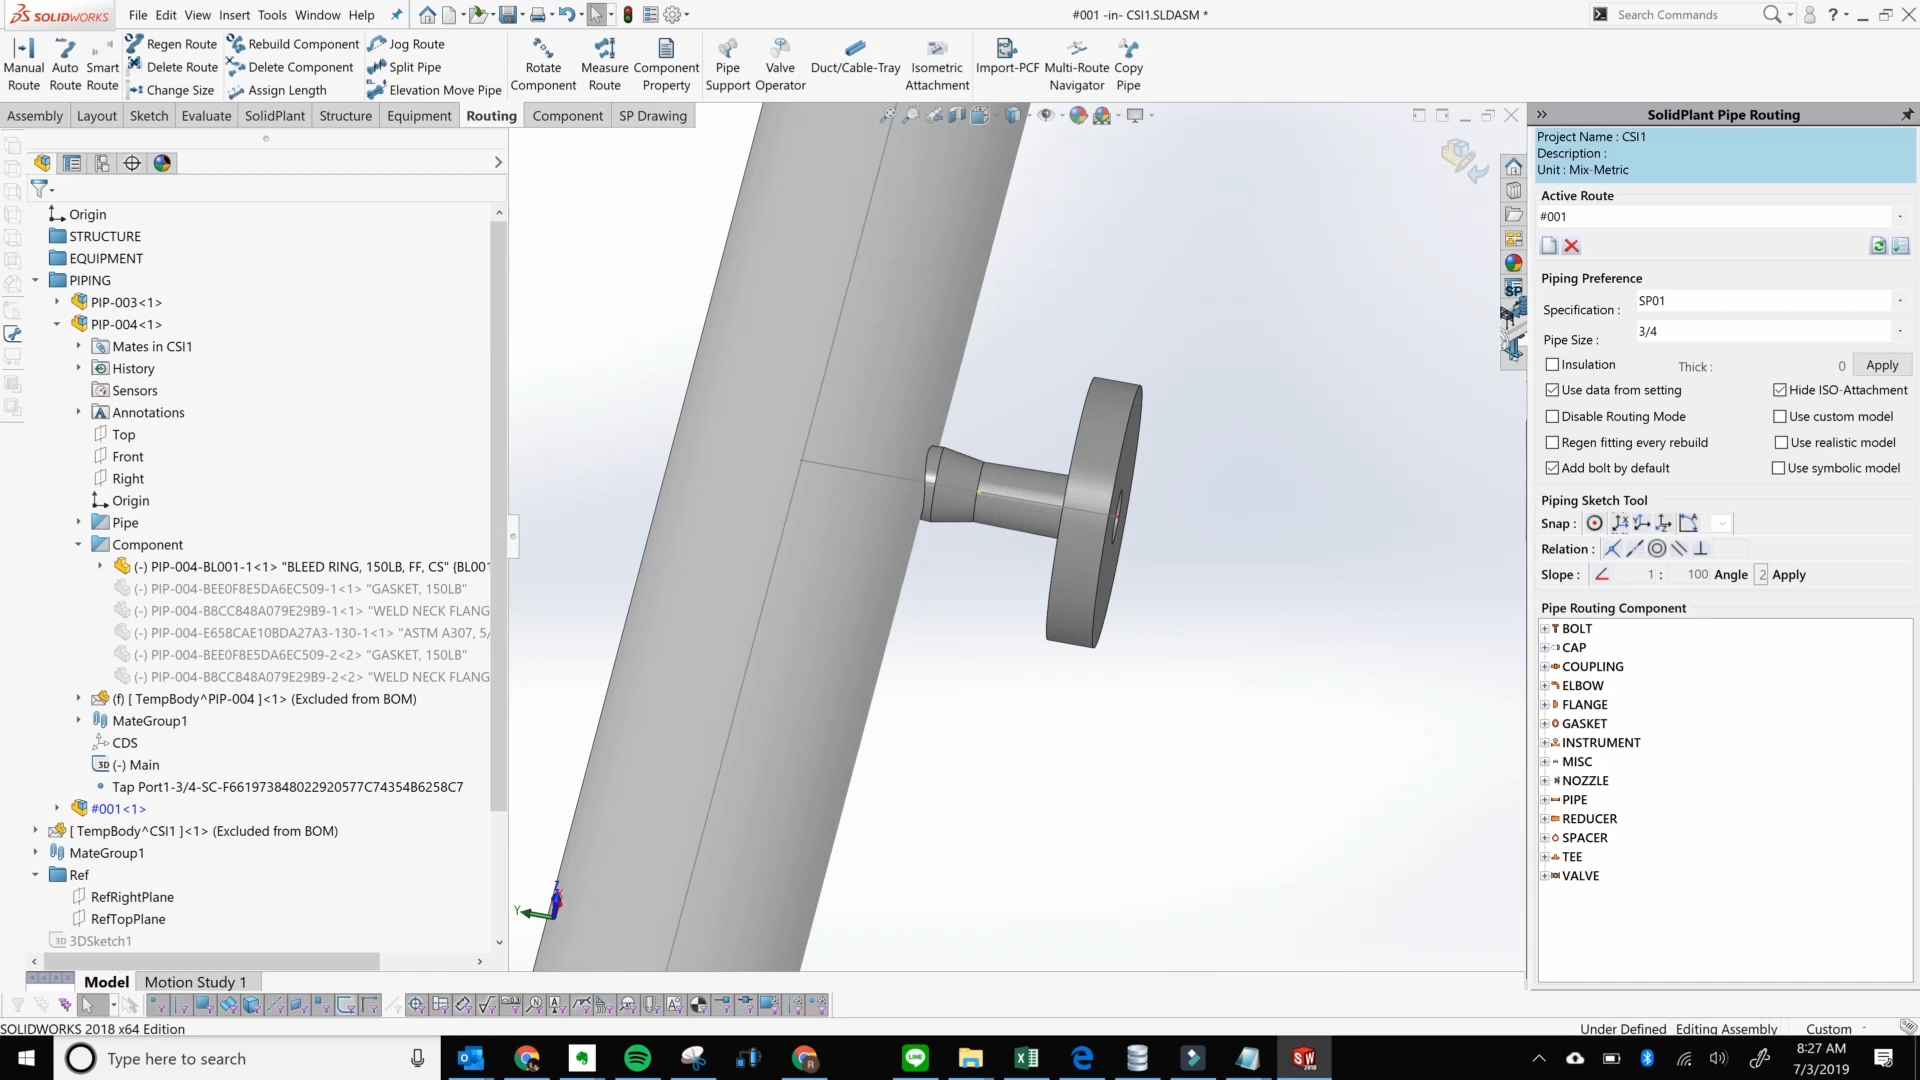 SOLIDWORKS
File Edit View Insert Tools Window Help
#001 -in- CSI1.SLDASM *
Search Commands
?
Manual Route
Auto Route
Smart Route
Regen Route
Delete Route
Change Size
Rebuild Component
Delete Component
Assign Length
Jog Route
Split Pipe
Elevation Move Pipe
Rotate Component
Measure Route
Component Property
Pipe Support
Valve Operator
Duct/Cable-Tray
Isometric Attachment
Import-PCF
Multi-Route Navigator
Copy Pipe
Assembly Layout Sketch Evaluate SolidPlant Structure Equipment Routing Component SP Drawing
Origin
STRUCTURE
EQUIPMENT
PIPING
PIP-003<1>
PIP-004<1>
Mates in CSI1
History
Sensors
Annotations
Top
Front
Right
Origin
Pipe
Component
(-) PIP-004-BL001-1<1> "BLEED RING, 150LB, FF, CS" {BL001
(-) PIP-004-BEE0F8E5DA6EC509-1<1> "GASKET, 150LB"
(-) PIP-004-B8CC848A079E29B9-1<1> "WELD NECK FLANG
(-) PIP-004-E658CAE10BDA27A3-130-1<1> "ASTM A307, 5/
(-) PIP-004-BEE0F8E5DA6EC509-2<2> "GASKET, 150LB"
(-) PIP-004-B8CC848A079E29B9-2<2> "WELD NECK FLANG
(f) [ TempBody^PIP-004 ]<1> (Excluded from BOM)
MateGroup1
CDS
3D (-) Main
Tap Port1-3/4-SC-F661973848022920577C74354B6258C7
#001<1>
[ TempBody^CSI1 ]<1> (Excluded from BOM)
MateGroup1
Ref
RefRightPlane
RefTopPlane
3D 3DSketch1
Z
Y
SolidPlant Pipe Routing
Project Name : CSI1
Description :
Unit : Mix-Metric
Active Route
#001
Piping Preference
Specification : SP01
Pipe Size : 3/4
Insulation Thick : 0 Apply
Use data from setting Hide ISO-Attachment
Disable Routing Mode Use custom model
Regen fitting every rebuild Use realistic model
Add bolt by default Use symbolic model
Piping Sketch Tool
Snap :
Relation :
Slope : 1 : 100 Angle 2 Apply
Pipe Routing Component
BOLT
CAP
COUPLING
ELBOW
FLANGE
GASKET
INSTRUMENT
MISC
NOZZLE
PIPE
REDUCER
SPACER
TEE
VALVE
SP
Model Motion Study 1
SOLIDWORKS 2018 x64 Edition
Under Defined Editing Assembly Custom
Type here to search
LINE
SW
2018
8:27 AM
7/3/2019